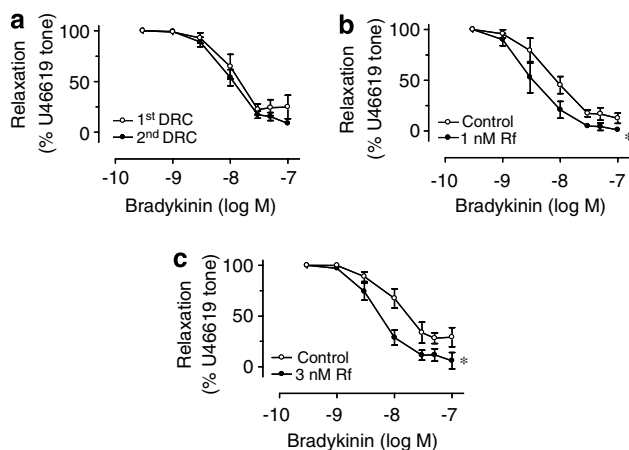 a
Relaxation
(% U46619 tone)
100
50
0
1st DRC
2nd DRC
-10 -9 -8 -7
Bradykinin (log M)
b
Relaxation
(% U46619 tone)
100
50
0
Control
1 nM Rf
*
-10 -9 -8 -7
Bradykinin (log M)
c
Relaxation
(% U46619 tone)
100
50
0
Control
3 nM Rf
*
-10 -9 -8 -7
Bradykinin (log M)